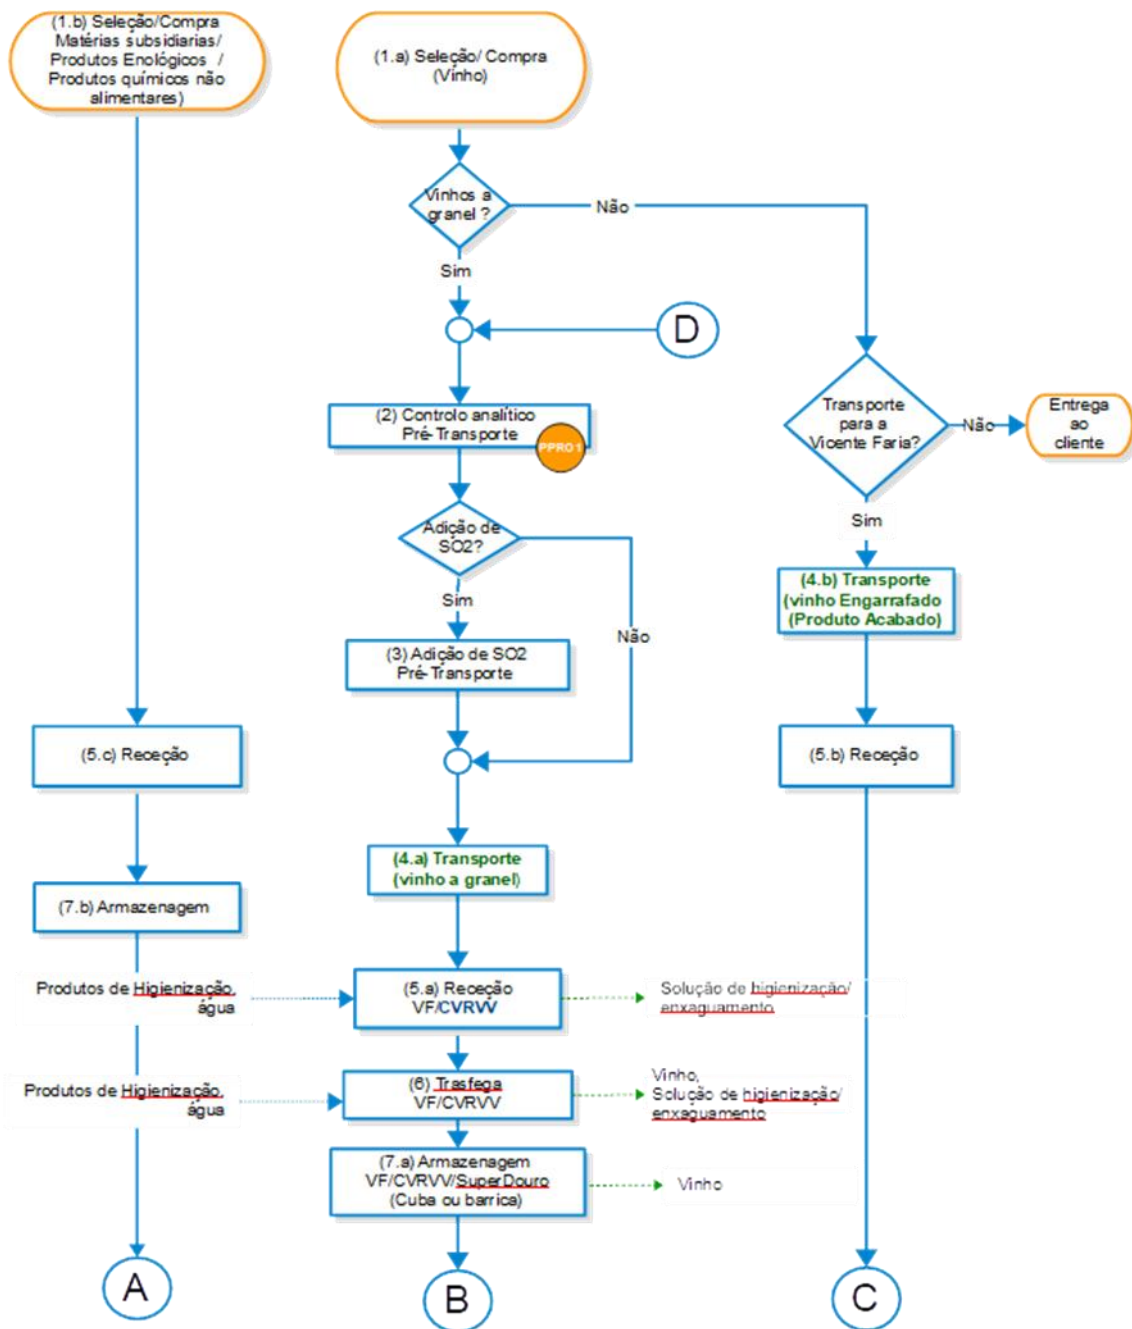 (1.b) Seleção/Compra
Matérias subsidiarias/
Produtos Enológicos /
Produtos químicos não
alimentares)
(1.a) Seleção/ Compra
(Vinho)
Vinhos a
granel ?
Não
Sim
D
(2) Controlo analítico
Pré-Transporte
PPRO1
Transporte
para a
Vicente Faria?
Não
Entrega
ao
cliente
Adição de
SO2?
Sim
Sim
(4.b) Transporte
(vinho Engarrafado
(Produto Acabado)
Não
(3) Adição de SO2
Pré-Transporte
(5.c) Receção
(5.b) Receção
(4.a) Transporte
(vinho a granel)
(7.b) Armazenagem
Produtos de Higienização,
água
(5.a) Receção
VF/CVRVV
Solução de higienização/
enxaguamento
Produtos de Higienização,
água
(6) Trasfega
VF/CVRVV
Vinho,
Solução de higienização/
enxaguamento
(7.a) Armazenagem
VF/CVRVV/SuperDouro
(Cuba ou barrica)
Vinho
A
B
C